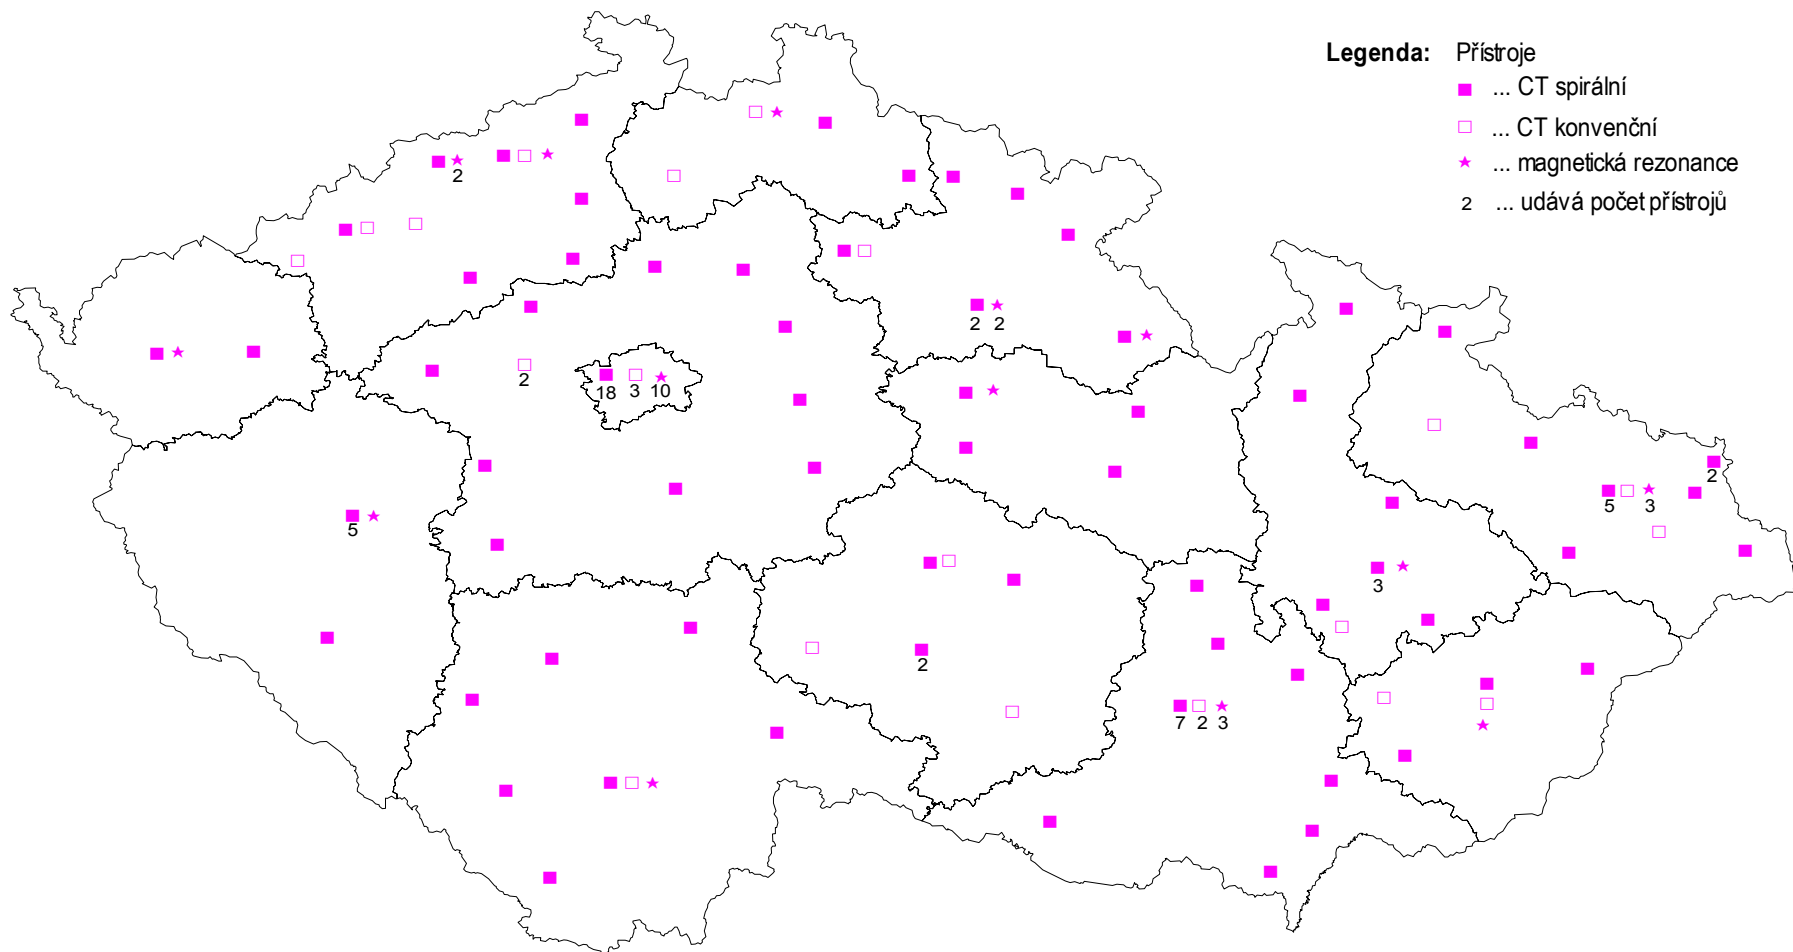 Legenda: Přístroje
... CT spirální
... CT konvenční
... magnetická rezonance
2 ... udává počet přístrojů
2
2 2
2
18 3 10
2
5 3
5
3
2
7 2 3